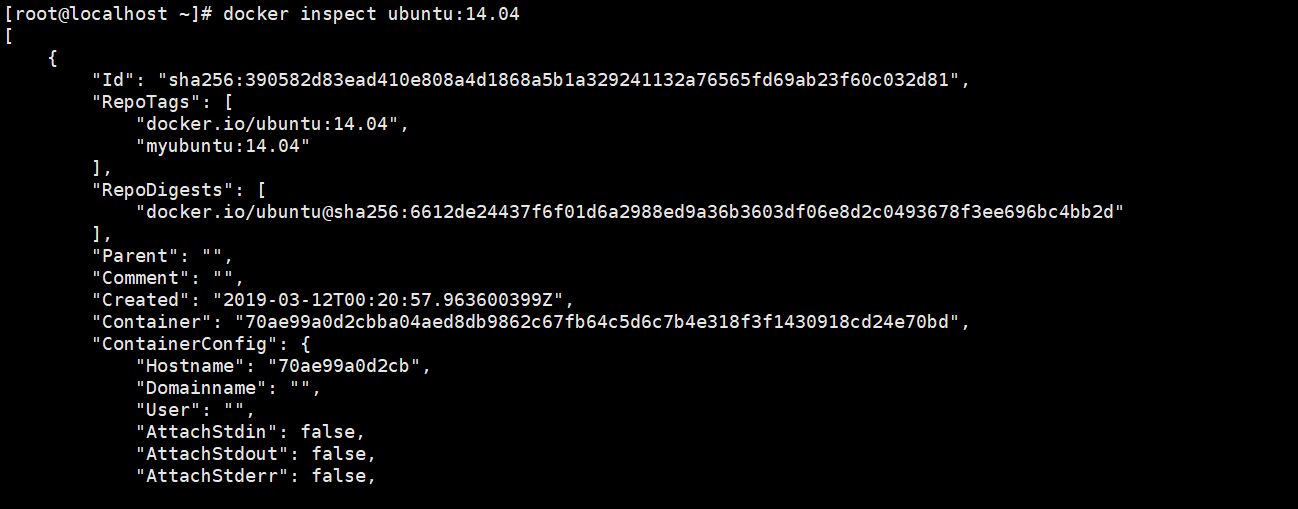 [root@localhost ~]# docker inspect ubuntu:14.04
[
    {
        "Id": "sha256:390582d83ead410e808a4d1868a5b1a329241132a76565fd69ab23f60c032d81",
        "RepoTags": [
            "docker.io/ubuntu:14.04",
            "myubuntu:14.04"
        ],
        "RepoDigests": [
            "docker.io/ubuntu@sha256:6612de24437f6f01d6a2988ed9a36b3603df06e8d2c0493678f3ee696bc4bb2d"
        ],
        "Parent": "",
        "Comment": "",
        "Created": "2019-03-12T00:20:57.963600399Z",
        "Container": "70ae99a0d2cbba04aed8db9862c67fb64c5d6c7b4e318f3f1430918cd24e70bd",
        "ContainerConfig": {
            "Hostname": "70ae99a0d2cb",
            "Domainname": "",
            "User": "",
            "AttachStdin": false,
            "AttachStdout": false,
            "AttachStderr": false,